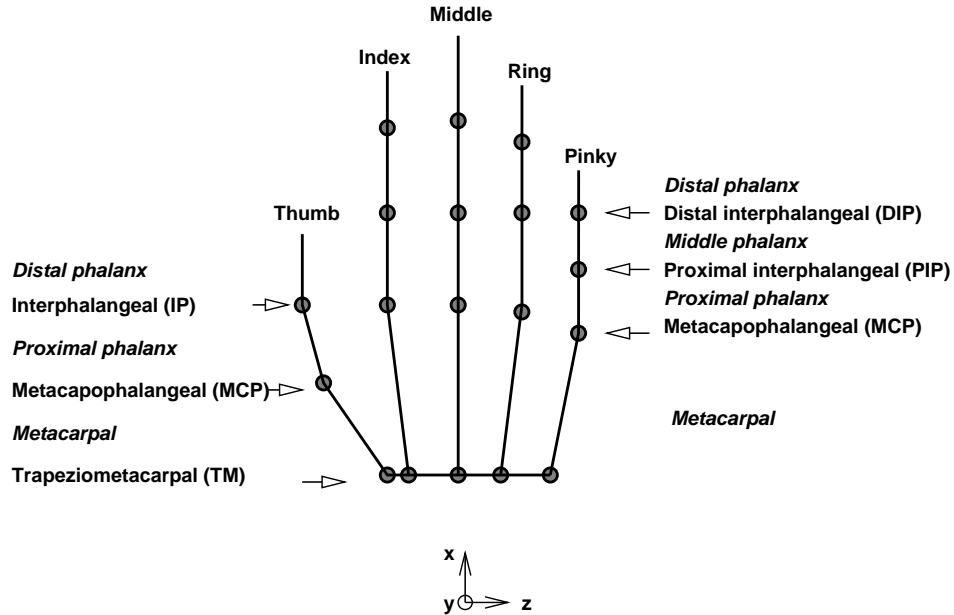 Middle
Index
Ring
Pinky
Thumb
Distal phalanx
Interphalangeal (IP)
Proximal phalanx
Metacapophalangeal (MCP)
Metacarpal
Trapeziometacarpal (TM)
Distal phalanx
Distal interphalangeal (DIP)
Middle phalanx
Proximal interphalangeal (PIP)
Proximal phalanx
Metacapophalangeal (MCP)
Metacarpal
x
y
z